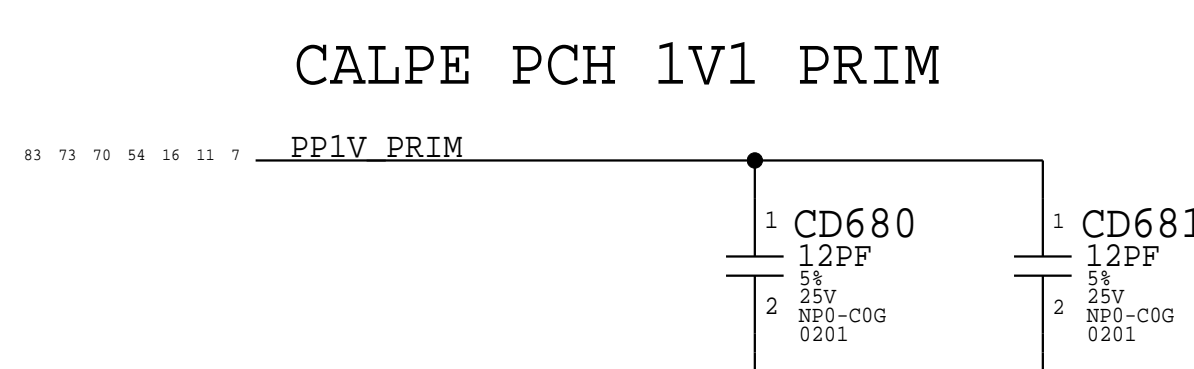 CALPE PCH 1V1 PRIM
83 73 70 54 16 11 7 PP1V_PRIM
1 CD680
12PF
5%
25V
2 NP0-C0G
0201
1 CD681
12PF
5%
25V
2 NP0-C0G
0201